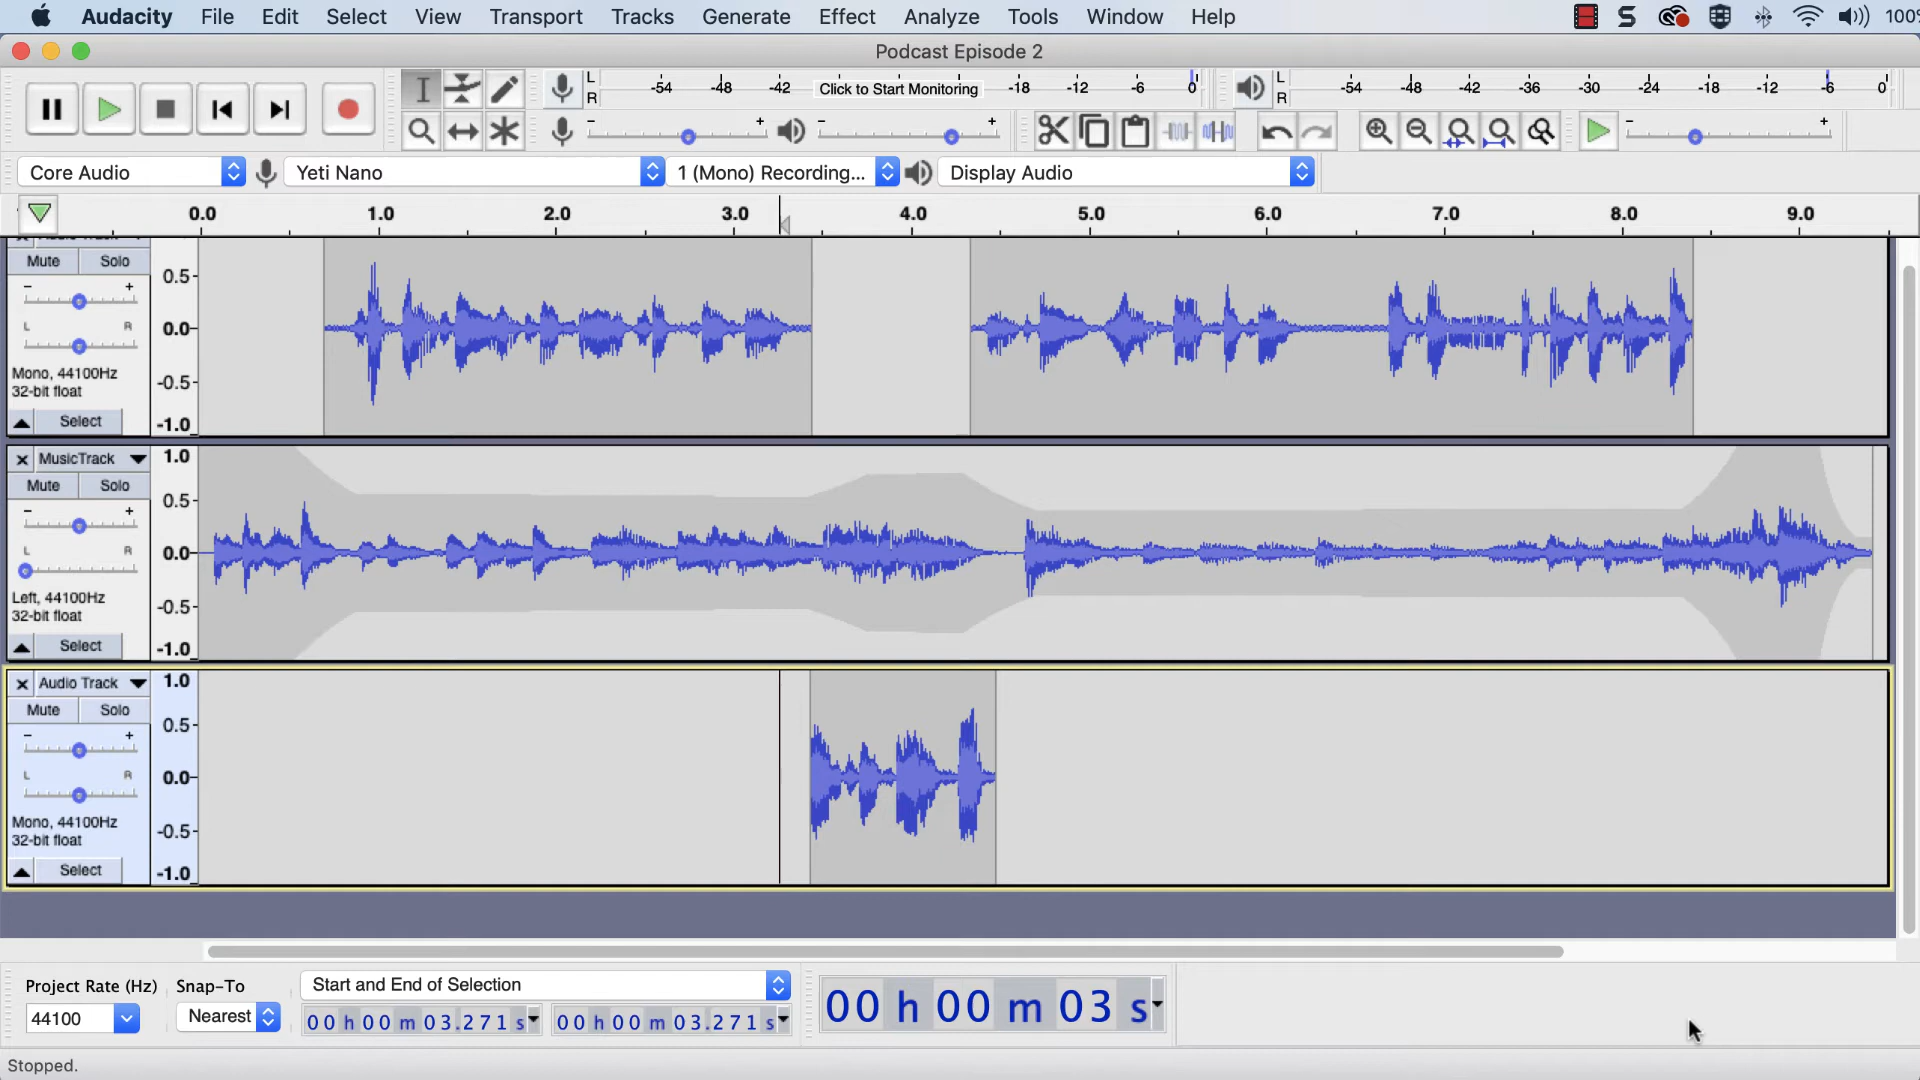 Audacity File Edit Select View Transport Tracks Generate Effect Analyze Tools Window Help 100%
Podcast Episode 2
L -54 -48 -42 Click to Start Monitoring -18 -12 -6 0 L -54 -48 -42 -36 -30 -24 -18 -12 -6 0
R R
- + - + - +
Core Audio Yeti Nano 1 (Mono) Recording... Display Audio
0.0 1.0 2.0 3.0 4.0 5.0 6.0 7.0 8.0 9.0
Mute Solo
0.5
- +
L R
0.0
Mono, 44100Hz
32-bit float
-0.5
Select
-1.0
MusicTrack 1.0
Mute Solo
0.5
- +
L R
0.0
Left, 44100Hz
32-bit float
-0.5
Select
-1.0
Audio Track 1.0
Mute Solo
0.5
- +
L R
0.0
Mono, 44100Hz
32-bit float
-0.5
Select
-1.0
Project Rate (Hz) Snap-To Start and End of Selection
44100 Nearest 00 h 00 m 03.271 s 00 h 00 m 03.271 s 00 h 00 m 03 s
Stopped.